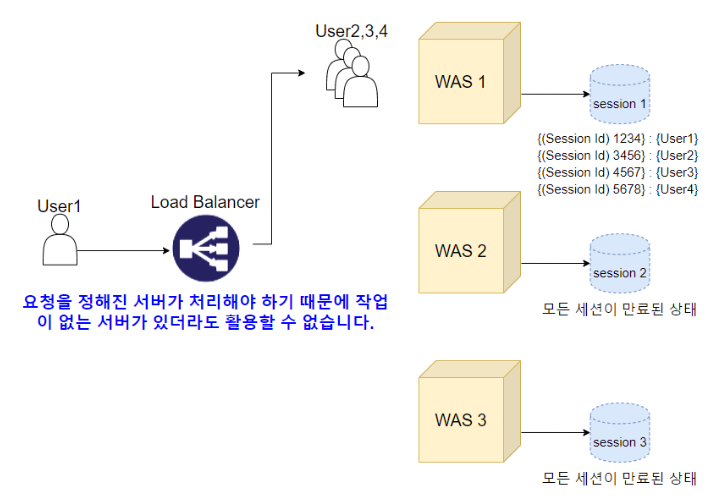 User2,3,4
WAS 1
session 1
{(Session Id) 1234} : {User1}
{(Session Id) 3456} : {User2}
{(Session Id) 4567} : {User3}
{(Session Id) 5678} : {User4}
User1
Load Balancer
요청을 정해진 서버가 처리해야 하기 때문에 작업
이 없는 서버가 있더라도 활용할 수 없습니다.
WAS 2
session 2
모든 세션이 만료된 상태
WAS 3
session 3
모든 세션이 만료된 상태